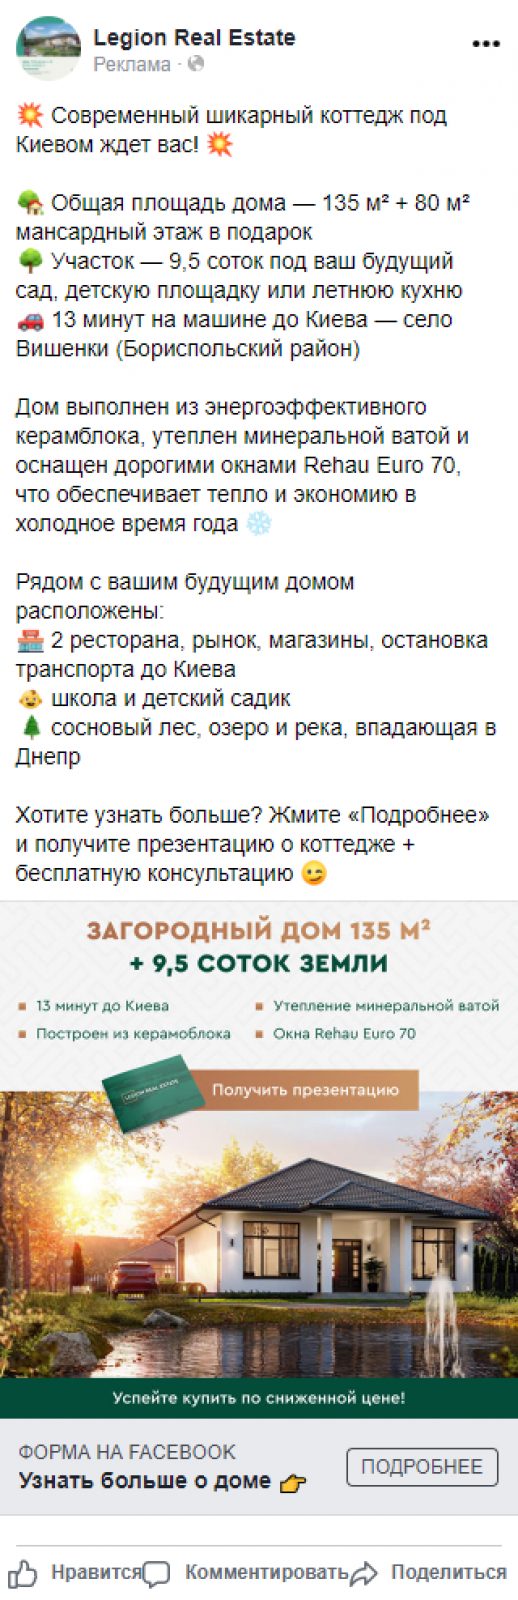 Legion Real Estate
Реклама ·
💥 Современный шикарный коттедж под
Киевом ждет вас! 💥
🏡 Общая площадь дома — 135 м² + 80 м²
мансардный этаж в подарок
🌳 Участок — 9,5 соток под ваш будущий
сад, детскую площадку или летнюю кухню
🚗 13 минут на машине до Киева — село
Вишенки (Бориспольский район)
Дом выполнен из энергоэффективного
керамблока, утеплен минеральной ватой и
оснащен дорогими окнами Rehau Euro 70,
что обеспечивает тепло и экономию в
холодное время года ❄️
Рядом с вашим будущим домом
расположены:
🏪 2 ресторана, рынок, магазины, остановка
транспорта до Киева
👶 школа и детский садик
🌲 сосновый лес, озеро и река, впадающая в
Днепр
Хотите узнать больше? Жмите «Подробнее»
и получите презентацию о коттедже +
бесплатную консультацию 😉
ЗАГОРОДНЫЙ ДОМ 135 М²
+ 9,5 СОТОК ЗЕМЛИ
13 минут до Киева
Утепление минеральной ватой
Построен из керамоблока
Окна Rehau Euro 70
LEGION REAL ESTATE
Получить презентацию
Успейте купить по сниженной цене!
ФОРМА НА FACEBOOK
Узнать больше о доме 👉
ПОДРОБНЕЕ
Нравится
Комментировать
Поделиться